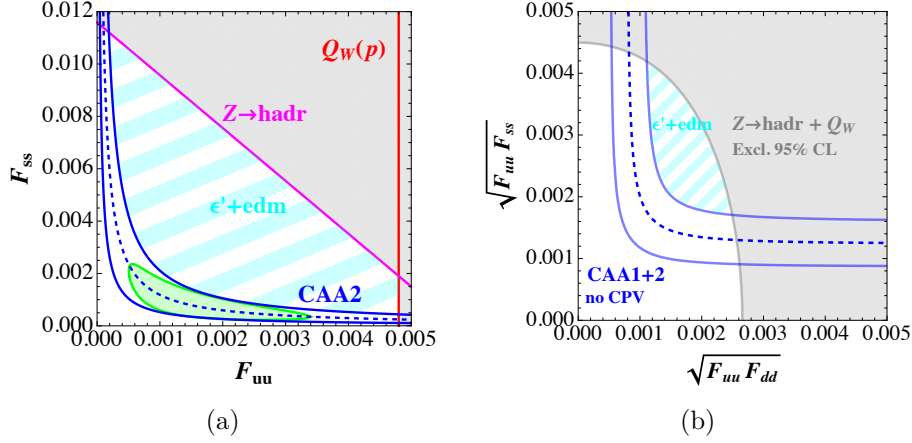 0.012
0.010
0.008
0.006
0.004
0.002
0.000
F_ss
Q_W(p)
Z→hadr
ϵ'+edm
CAA2
0.000 0.001 0.002 0.003 0.004 0.005
F_uu
(a)
0.005
0.004
0.003
0.002
0.001
0.000
√F_uu F_ss
ϵ'+edm
Z→hadr + Q_W
Excl. 95% CL
CAA1+2
no CPV
0.000 0.001 0.002 0.003 0.004 0.005
√F_uu F_dd
(b)